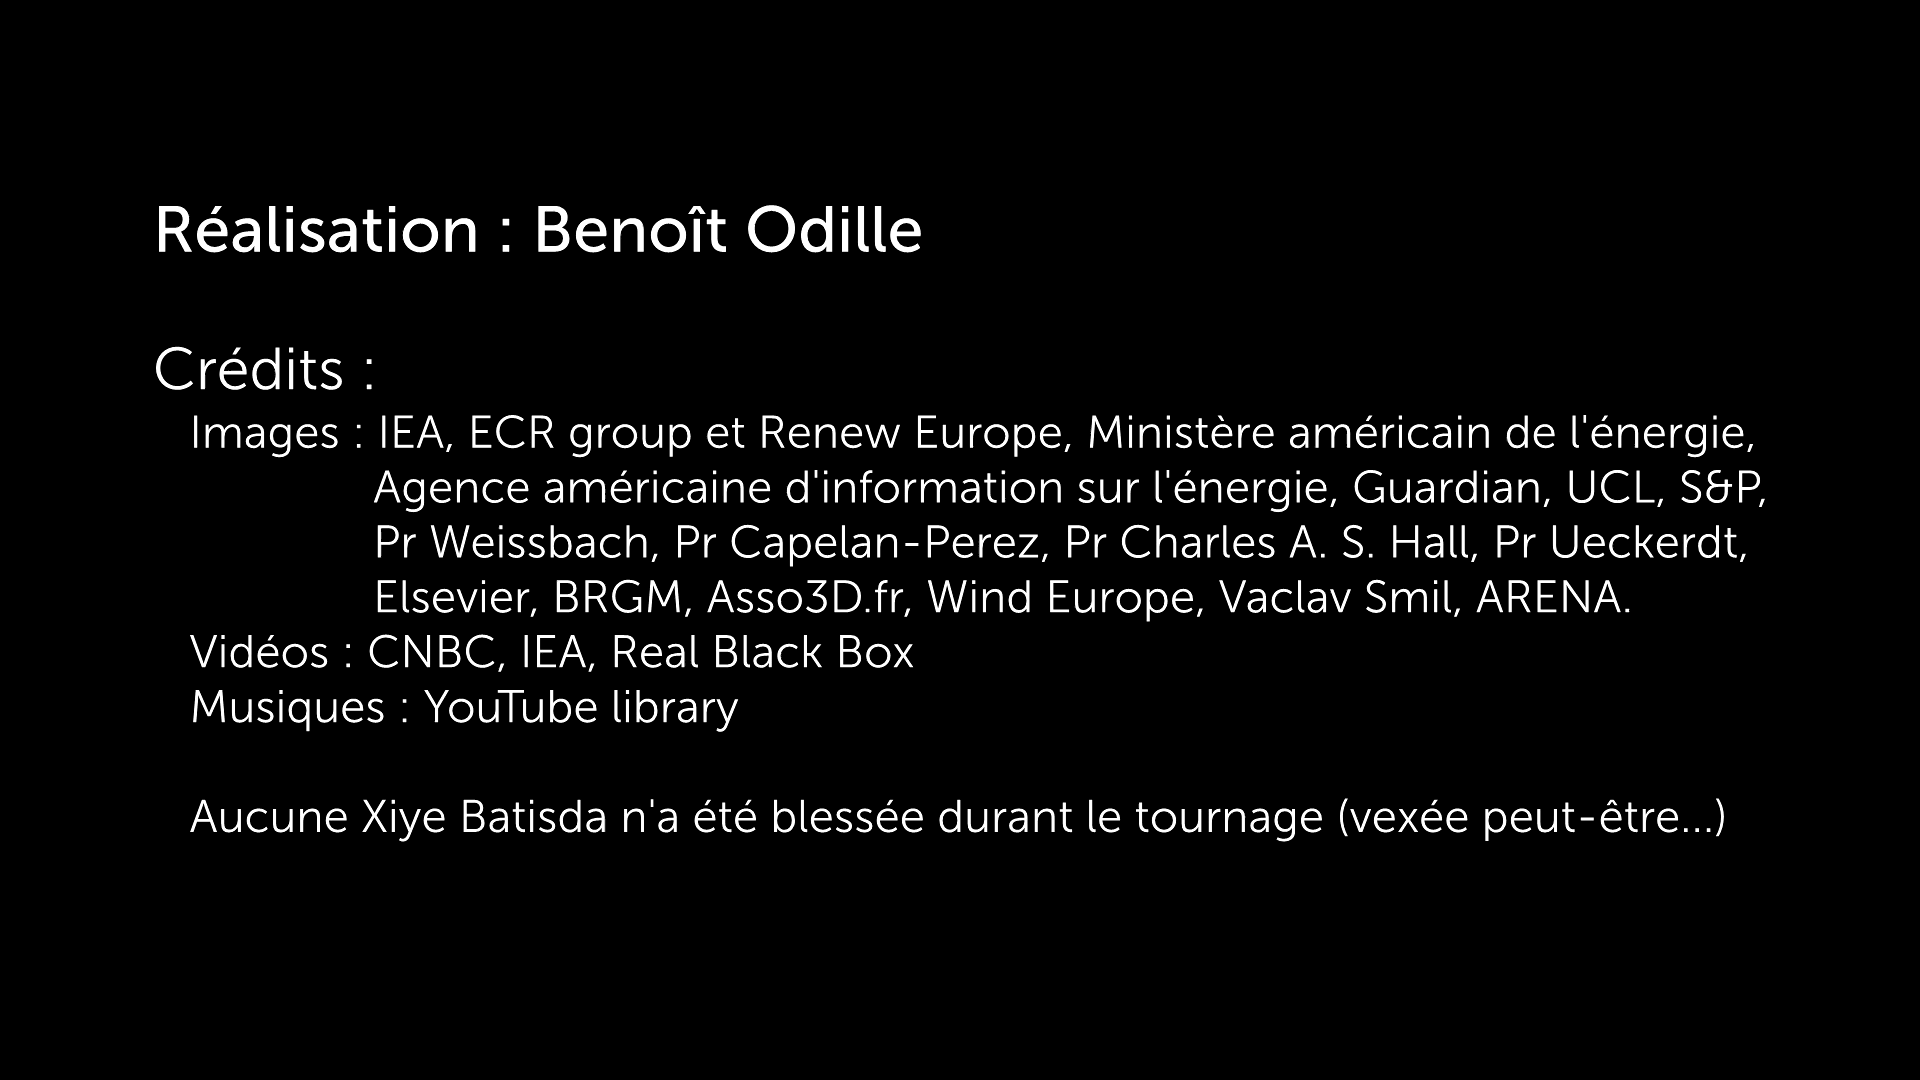 Réalisation : Benoît Odille
Crédits :
Images : IEA, ECR group et Renew Europe, Ministère américain de l'énergie,
Agence américaine d'information sur l'énergie, Guardian, UCL, S&P,
Pr Weissbach, Pr Capelan-Perez, Pr Charles A. S. Hall, Pr Ueckerdt,
Elsevier, BRGM, Asso3D.fr, Wind Europe, Vaclav Smil, ARENA.
Vidéos : CNBC, IEA, Real Black Box
Musiques : YouTube library
Aucune Xiye Batisda n'a été blessée durant le tournage (vexée peut-être...)